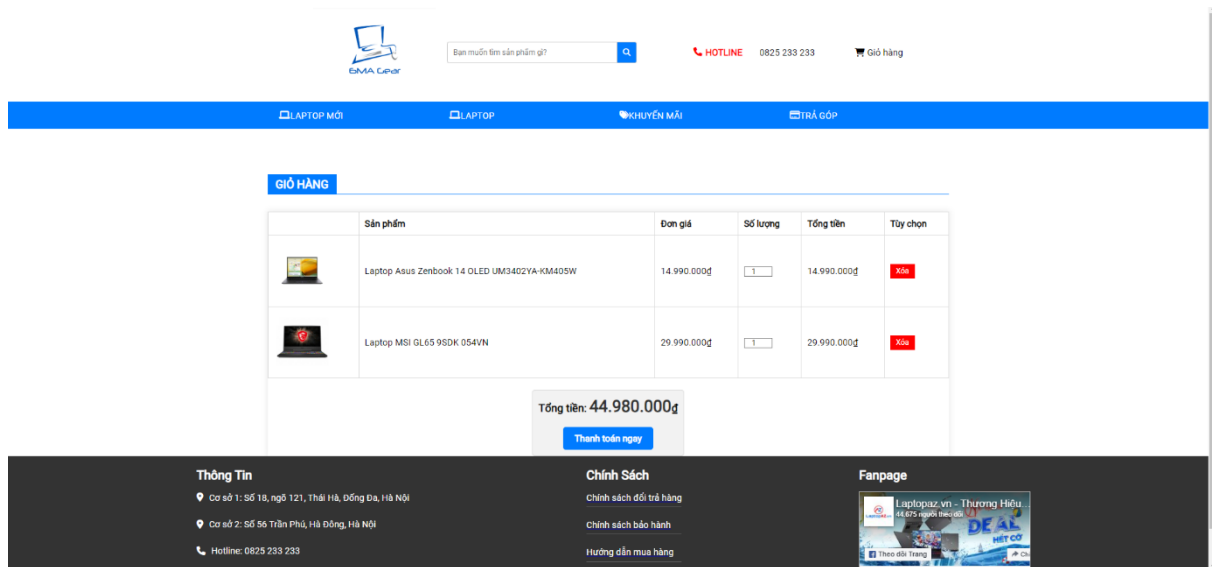 6MA Gear
Bạn muốn tìm sản phẩm gì?
HOTLINE 0825 233 233 Giỏ hàng
LAPTOP MỚI LAPTOP KHUYẾN MÃI TRẢ GÓP
GIỎ HÀNG
Sản phẩm Đơn giá Số lượng Tổng tiền Tùy chọn
Laptop Asus Zenbook 14 OLED UM3402YA-KM405W 14.990.000₫ 1 14.990.000₫ Xóa
Laptop MSI GL65 9SDK 054VN 29.990.000₫ 1 29.990.000₫ Xóa
Tổng tiền: 44.980.000₫
Thanh toán ngay
Thông Tin Chính Sách Fanpage
Cơ sở 1: Số 18, ngõ 121, Thái Hà, Đống Đa, Hà Nội Chính sách đổi trả hàng Laptopaz.vn - Thương Hiệu...
44.675 người theo dõi
Cơ sở 2: Số 56 Trần Phú, Hà Đông, Hà Nội Chính sách bảo hành DEAL
HẾT CỠ
Hotline: 0825 233 233 Hướng dẫn mua hàng Theo dõi Trang